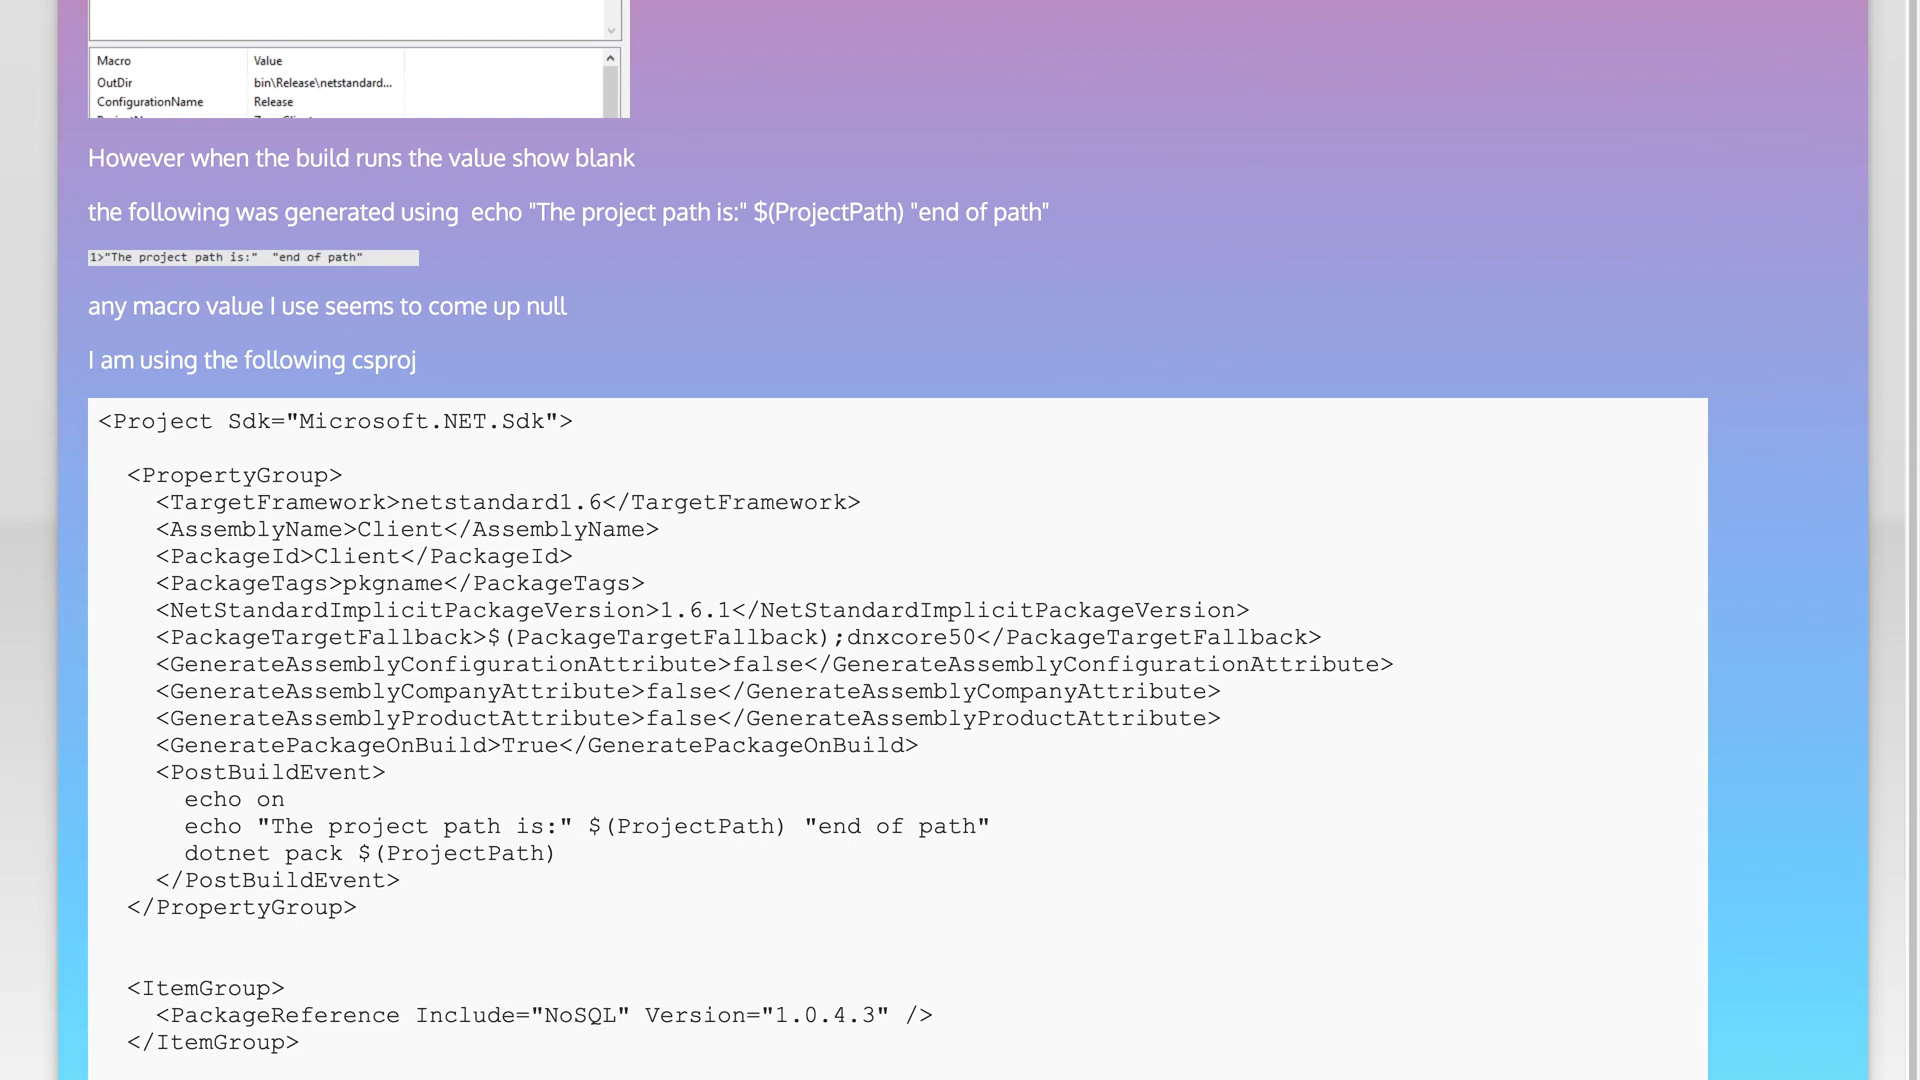 Macro Value
OutDir bin\Release\netstandard...
ConfigurationName Release
However when the build runs the value show blank
the following was generated using  echo "The project path is:" $(ProjectPath) "end of path"
1>"The project path is:"  "end of path"
any macro value I use seems to come up null
I am using the following csproj
<Project Sdk="Microsoft.NET.Sdk">
  <PropertyGroup>
    <TargetFramework>netstandard1.6</TargetFramework>
    <AssemblyName>Client</AssemblyName>
    <PackageId>Client</PackageId>
    <PackageTags>pkgname</PackageTags>
    <NetStandardImplicitPackageVersion>1.6.1</NetStandardImplicitPackageVersion>
    <PackageTargetFallback>$(PackageTargetFallback);dnxcore50</PackageTargetFallback>
    <GenerateAssemblyConfigurationAttribute>false</GenerateAssemblyConfigurationAttribute>
    <GenerateAssemblyCompanyAttribute>false</GenerateAssemblyCompanyAttribute>
    <GenerateAssemblyProductAttribute>false</GenerateAssemblyProductAttribute>
    <GeneratePackageOnBuild>True</GeneratePackageOnBuild>
    <PostBuildEvent>
      echo on
      echo "The project path is:" $(ProjectPath) "end of path"
      dotnet pack $(ProjectPath)
    </PostBuildEvent>
  </PropertyGroup>
  <ItemGroup>
    <PackageReference Include="NoSQL" Version="1.0.4.3" />
  </ItemGroup>